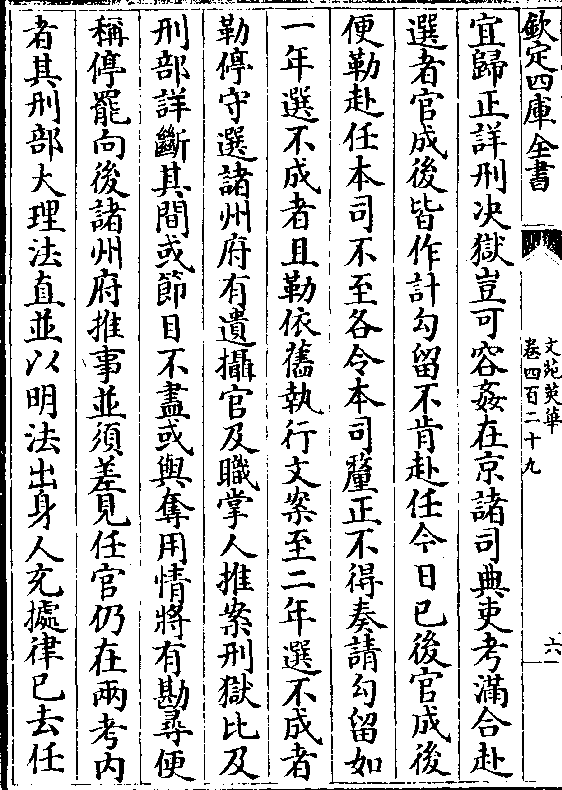 欽定四庫全書
文苑英華
卷四百二十九
六
宜歸正詳刑決獄豈可容姦在京諸司典吏考滿合赴
選者官成後皆作計勾留不肯赴任今日已後官成後
便勒赴任本司不至各令本司釐正不得奏請勾留如
一年選不成者且勒依舊執行文案至二年選不成者
勒停守選諸州府有遺攝官及職掌人推案刑獄比及
刑部詳斷其間或節目不盡或與奪用情將有勘尋便
稱停罷向後諸州府推事並須差見任官仍在兩考內
者其刑部大理法直並以明法出身人充據律已去任